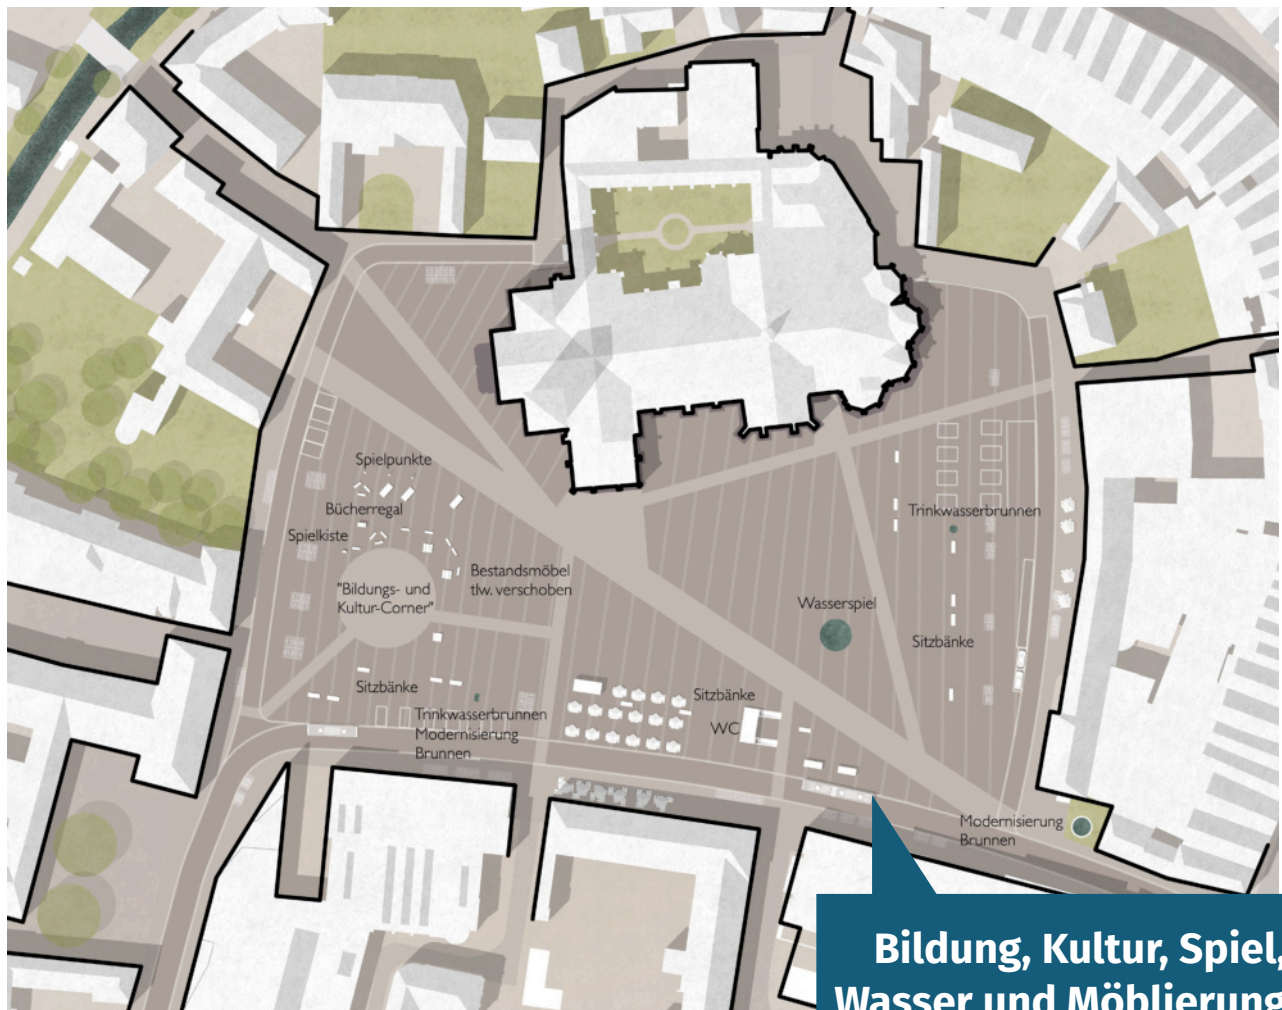 Spielpunkte
Bücherregal
Spielkiste
"Bildungs- und
Kultur-Corner"
Bestandsmöbel
tlw. verschoben
Trinkwasserbrunnen
Wasserspiel
Sitzbänke
Sitzbänke
Trinkwasserbrunnen
Modernisierung
Brunnen
Sitzbänke
WC
Modernisierung
Brunnen
Bildung, Kultur, Spiel,
Wasser und Möblierung